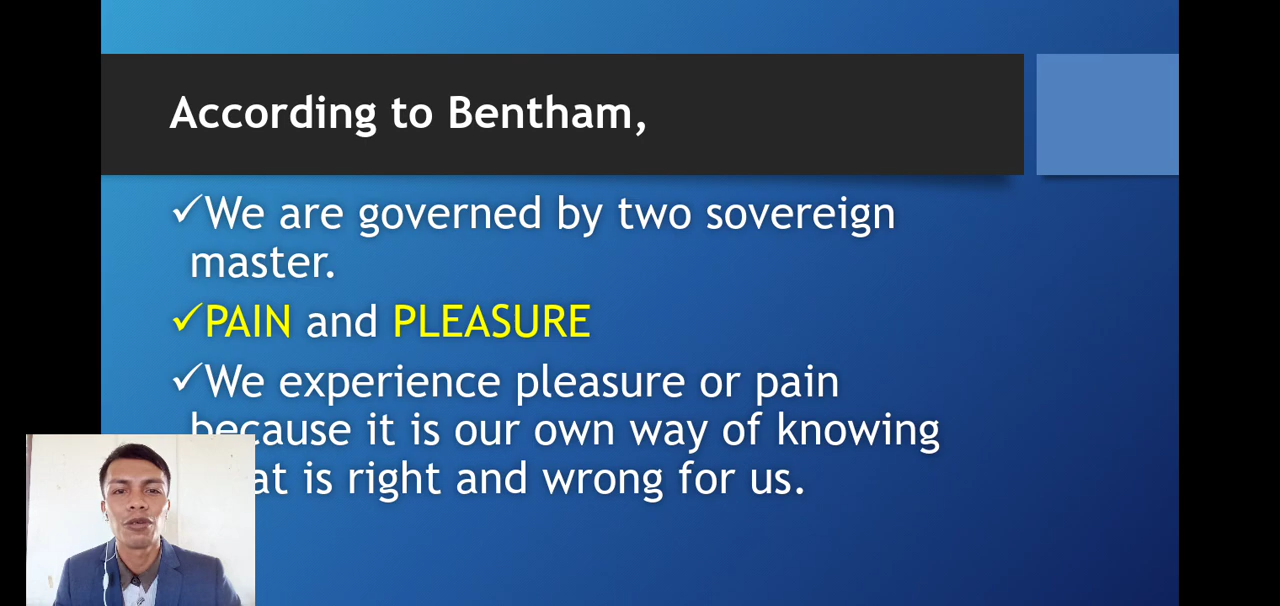 According to Bentham,
✓We are governed by two sovereign
master.
✓PAIN and PLEASURE
✓We experience pleasure or pain
because it is our own way of knowing
is right and wrong for us.